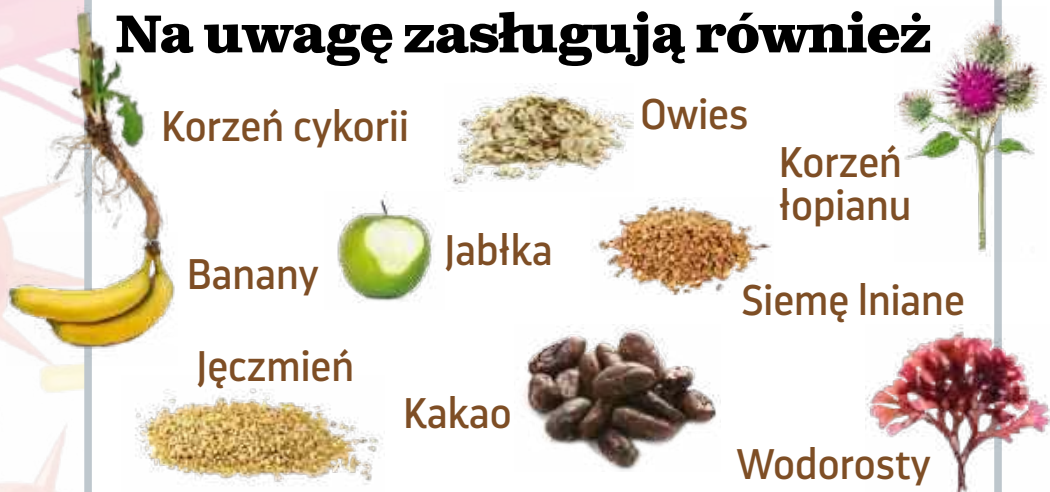 Na uwagę zasługują również
Korzeń cykorii
Owies
Korzeń
łopianu
Jabłka
Banany
Siemę lniane
Jęczmień
Kakao
Wodorosty